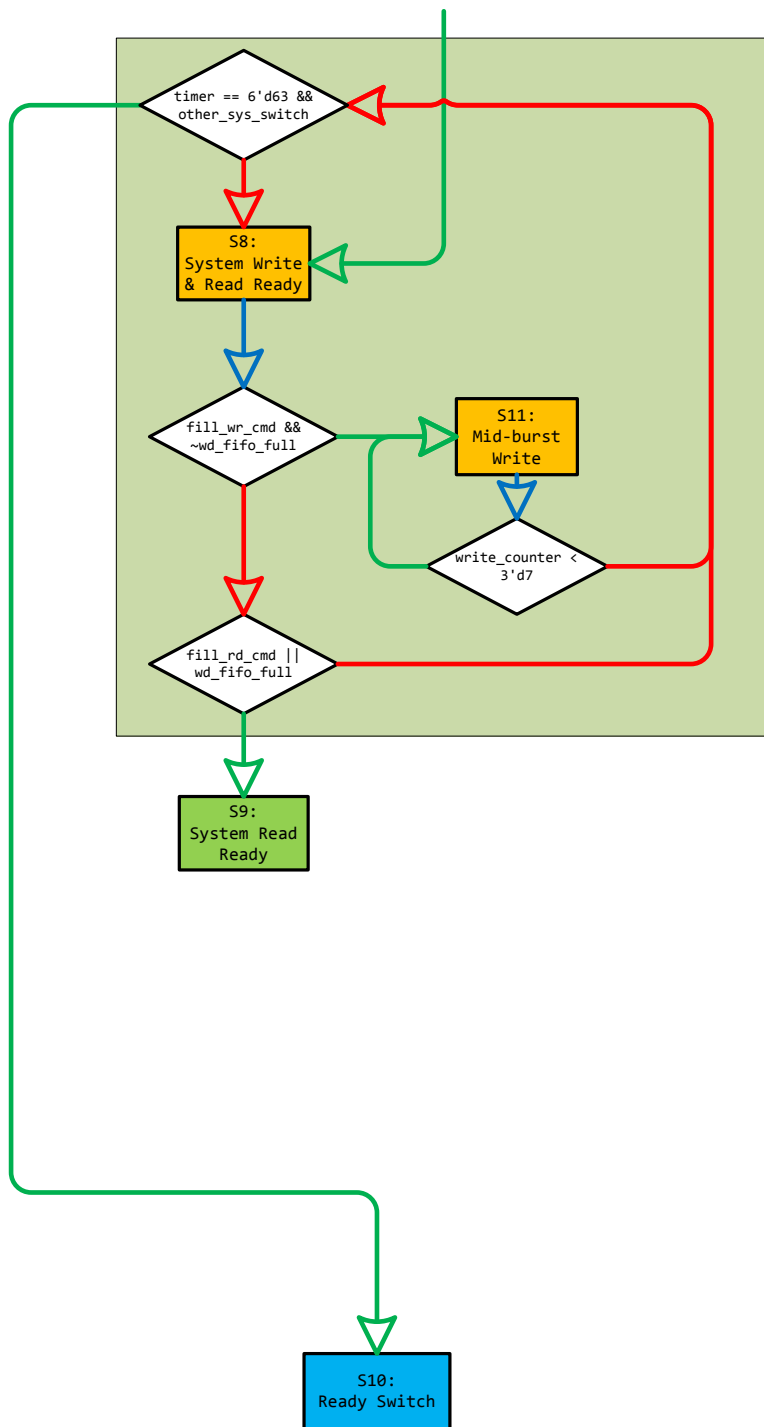 timer == 6'd63 &&
other_sys_switch
S8:
System Write
& Read Ready
fill_wr_cmd &&
~wd_fifo_full
S11:
Mid-burst
Write
write_counter <
3'd7
fill_rd_cmd ||
wd_fifo_full
S9:
System Read
Ready
S10:
Ready Switch